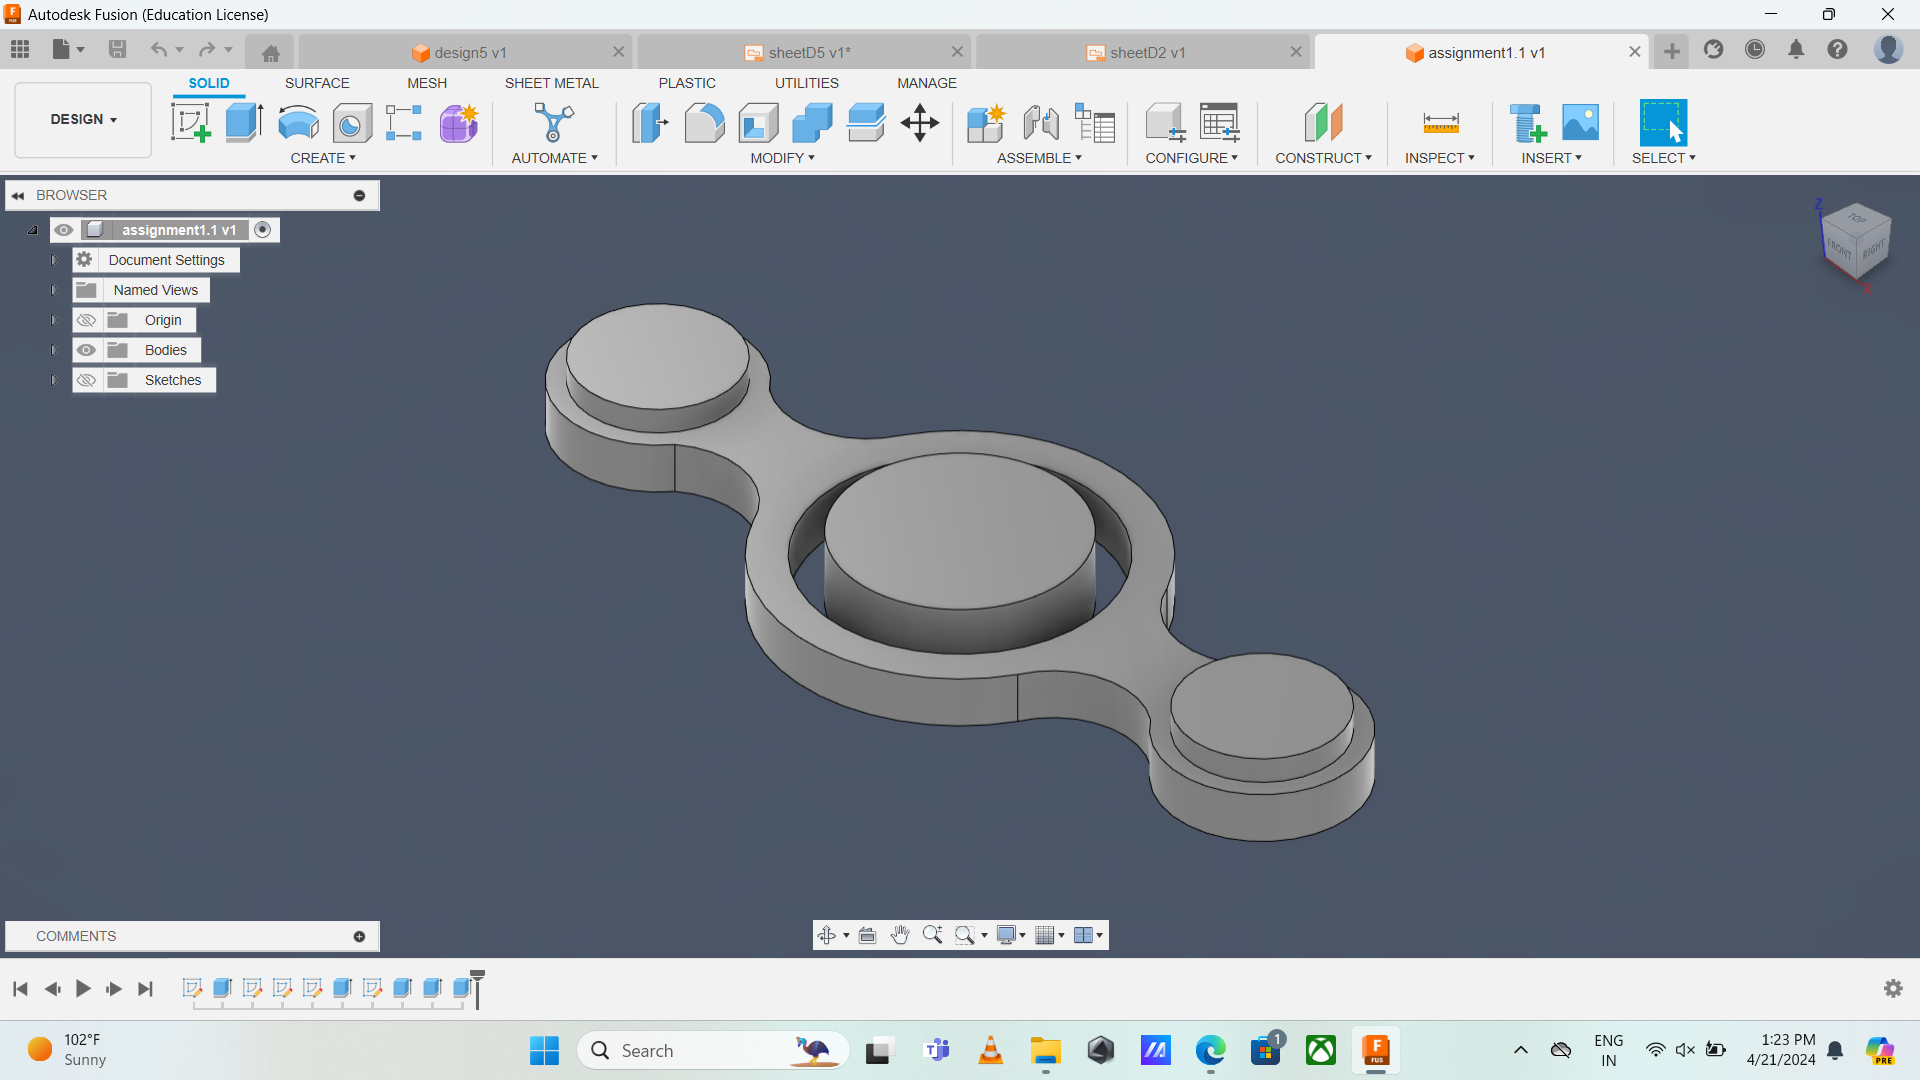 Autodesk Fusion (Education License)
design5 v1
sheetD5 v1*
sheetD2 v1
assignment1.1 v1
SOLID SURFACE MESH SHEET METAL PLASTIC UTILITIES MANAGE
DESIGN
CREATE AUTOMATE MODIFY ASSEMBLE CONFIGURE CONSTRUCT INSPECT INSERT SELECT
BROWSER
assignment1.1 v1
Document Settings
Named Views
Origin
Bodies
Sketches
Z
TOP
FRONT
RIGHT
X
COMMENTS
102°F
Sunny
Search
1
F
FUS
ENG
IN
1:23 PM
4/21/2024
PRE